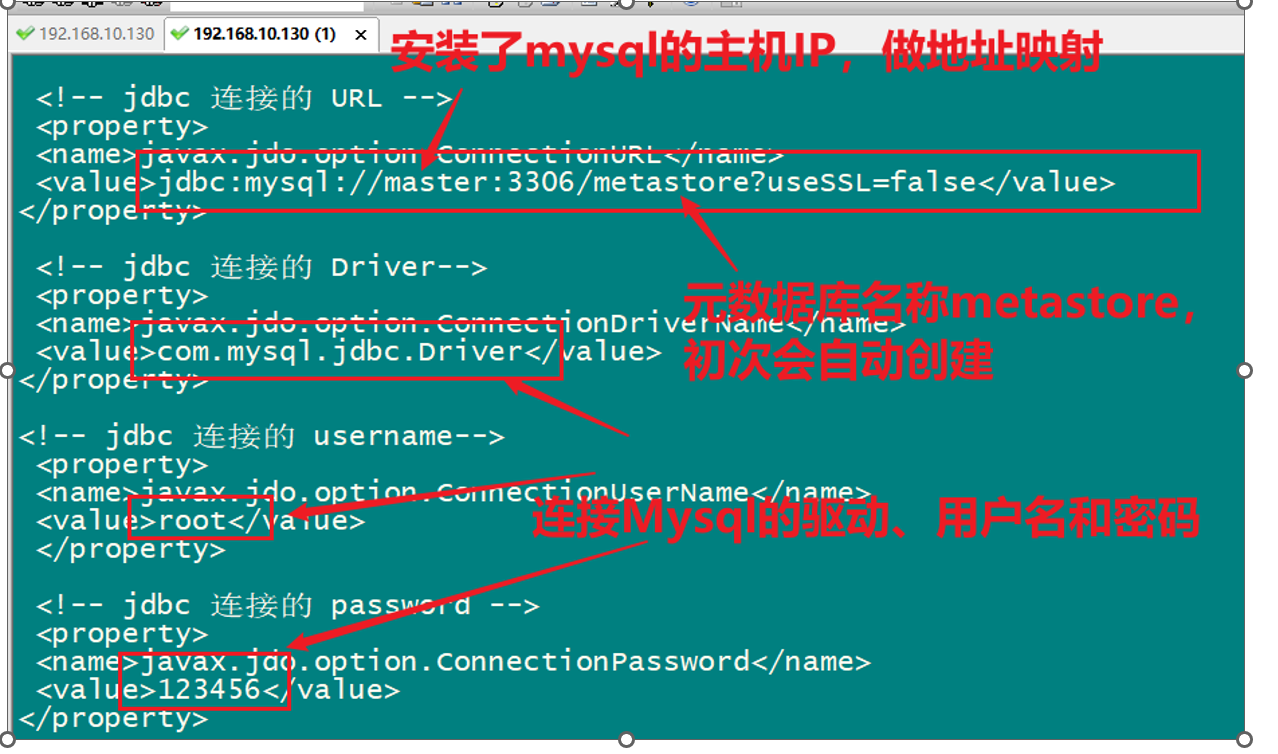 192.168.10.130
192.168.10.130 (1)
安装了mysql的主机IP，做地址映射
<!-- jdbc 连接的 URL -->
<property>
<name>javax.jdo.option.ConnectionURL</name>
<value>jdbc:mysql://master:3306/metastore?useSSL=false</value>
</property>
<!-- jdbc 连接的 Driver-->
<property>
<name>javax.jdo.option.ConnectionDriverName</name>
<value>com.mysql.jdbc.Driver</value>
</property>
元数据库名称metastore，
初次会自动创建
<!-- jdbc 连接的 username-->
<property>
<name>javax.jdo.option.ConnectionUserName</name>
<value>root</value>
</property>
连接Mysql的驱动、用户名和密码
<!-- jdbc 连接的 password -->
<property>
<name>javax.jdo.option.ConnectionPassword</name>
<value>123456</value>
</property>